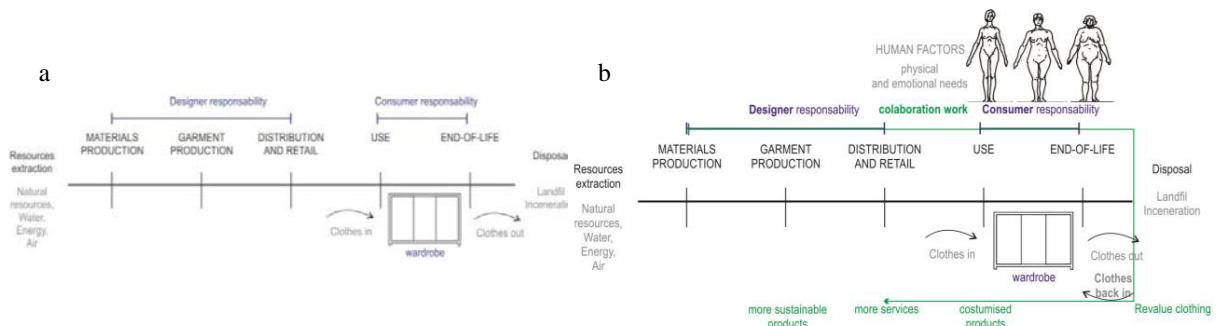 a
Designer responsability
Consumer responsability
MATERIALS
PRODUCTION
GARMENT
PRODUCTION
DISTRIBUTION
AND RETAIL
USE
END-OF-LIFE
Resources
extraction
Disposal
Natural
resources,
Water,
Energy,
Air
Landfil
Inceneration
Clothes in
Clothes out
wardrobe
b
HUMAN FACTORS
physical
and emotional needs
Designer responsability
colaboration work
Consumer responsability
MATERIALS
PRODUCTION
GARMENT
PRODUCTION
DISTRIBUTION
AND RETAIL
USE
END-OF-LIFE
Resources
extraction
Disposal
Natural
resources,
Water,
Energy,
Air
Landfil
Inceneration
Clothes in
Clothes out
wardrobe
Clothes
back in
more sustainable
products
more services
costumised
products
Revalue clothing